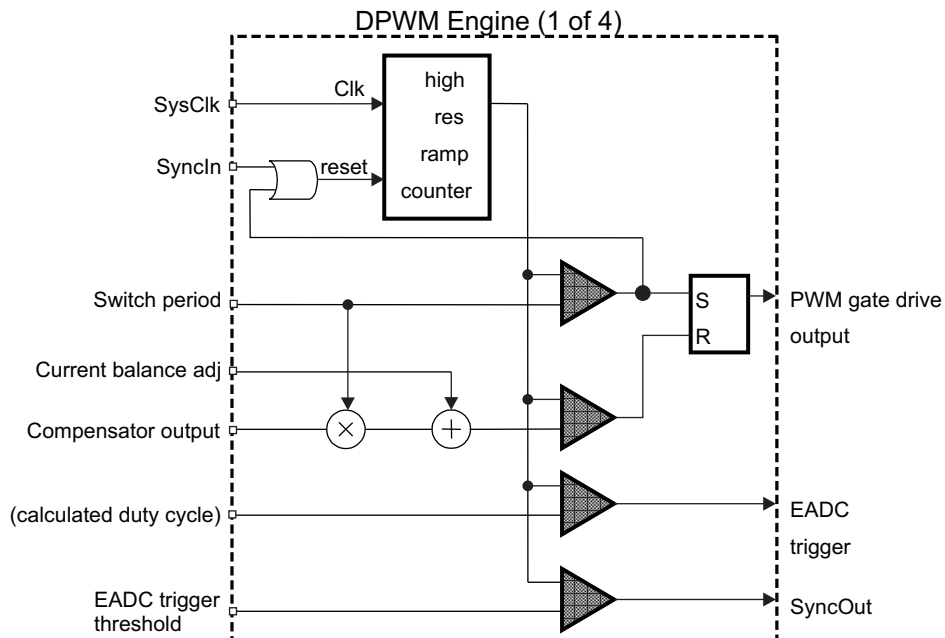 DPWM Engine (1 of 4)
SysClk
Clk
high
res
ramp
counter
SyncIn
reset
Switch period
S
R
PWM gate drive
output
Current balance adj
Compensator output
×
+
(calculated duty cycle)
EADC
trigger
EADC trigger
threshold
SyncOut